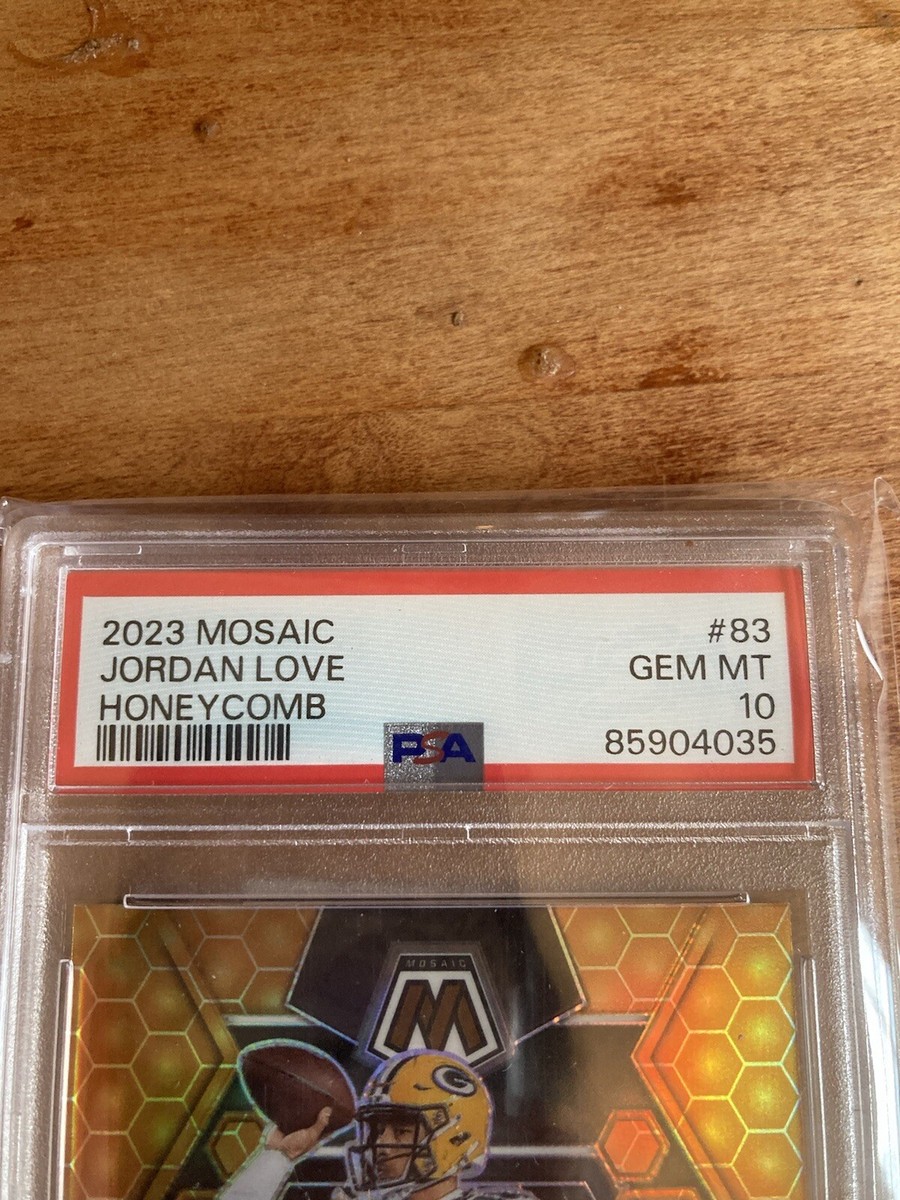 2023 MOSAIC #83
JORDAN LOVE GEM MT
HONEYCOMB 10
PSA 85904035
MOSAIC
M
G